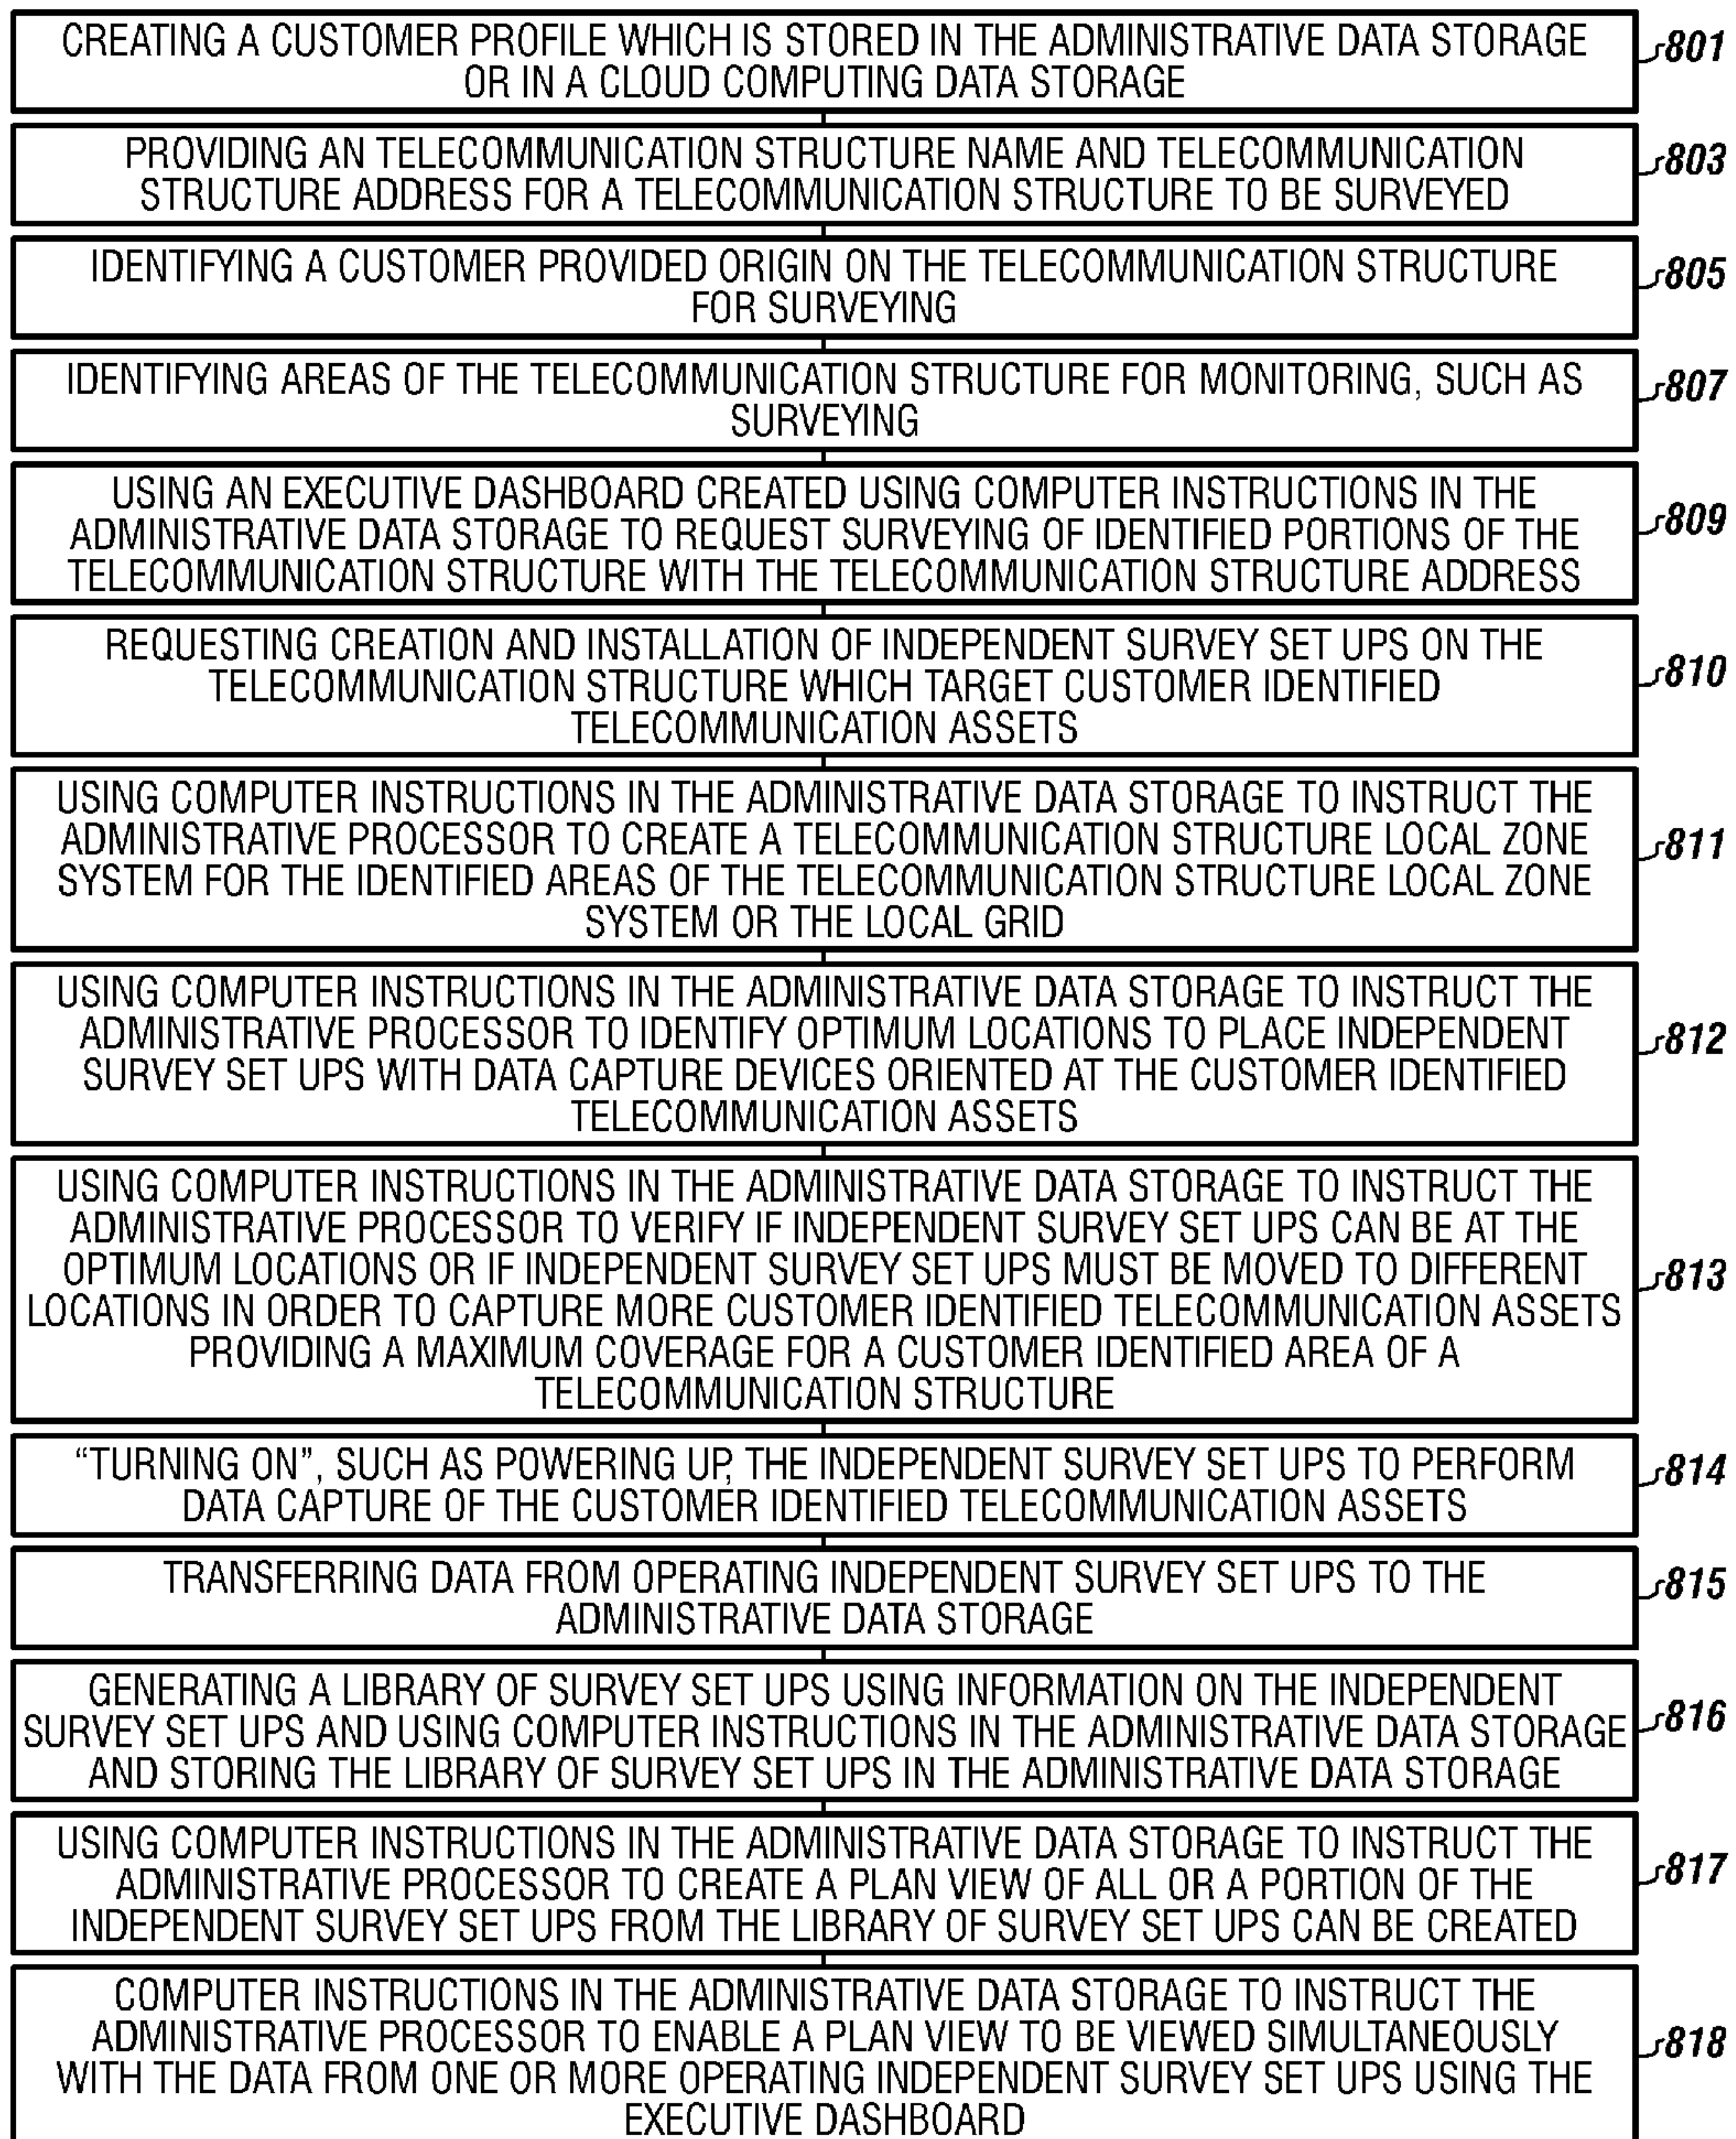 CREATING A CUSTOMER PROFILE WHICH IS STORED IN THE ADMINISTRATIVE DATA STORAGE
OR IN A CLOUD COMPUTING DATA STORAGE
801
PROVIDING AN TELECOMMUNICATION STRUCTURE NAME AND TELECOMMUNICATION
STRUCTURE ADDRESS FOR A TELECOMMUNICATION STRUCTURE TO BE SURVEYED
803
IDENTIFYING A CUSTOMER PROVIDED ORIGIN ON THE TELECOMMUNICATION STRUCTURE
FOR SURVEYING
805
IDENTIFYING AREAS OF THE TELECOMMUNICATION STRUCTURE FOR MONITORING, SUCH AS
SURVEYING
807
USING AN EXECUTIVE DASHBOARD CREATED USING COMPUTER INSTRUCTIONS IN THE
ADMINISTRATIVE DATA STORAGE TO REQUEST SURVEYING OF IDENTIFIED PORTIONS OF THE
TELECOMMUNICATION STRUCTURE WITH THE TELECOMMUNICATION STRUCTURE ADDRESS
809
REQUESTING CREATION AND INSTALLATION OF INDEPENDENT SURVEY SET UPS ON THE
TELECOMMUNICATION STRUCTURE WHICH TARGET CUSTOMER IDENTIFIED
TELECOMMUNICATION ASSETS
810
USING COMPUTER INSTRUCTIONS IN THE ADMINISTRATIVE DATA STORAGE TO INSTRUCT THE
ADMINISTRATIVE PROCESSOR TO CREATE A TELECOMMUNICATION STRUCTURE LOCAL ZONE
SYSTEM FOR THE IDENTIFIED AREAS OF THE TELECOMMUNICATION STRUCTURE LOCAL ZONE
SYSTEM OR THE LOCAL GRID
811
USING COMPUTER INSTRUCTIONS IN THE ADMINISTRATIVE DATA STORAGE TO INSTRUCT THE
ADMINISTRATIVE PROCESSOR TO IDENTIFY OPTIMUM LOCATIONS TO PLACE INDEPENDENT
SURVEY SET UPS WITH DATA CAPTURE DEVICES ORIENTED AT THE CUSTOMER IDENTIFIED
TELECOMMUNICATION ASSETS
812
USING COMPUTER INSTRUCTIONS IN THE ADMINISTRATIVE DATA STORAGE TO INSTRUCT THE
ADMINISTRATIVE PROCESSOR TO VERIFY IF INDEPENDENT SURVEY SET UPS CAN BE AT THE
OPTIMUM LOCATIONS OR IF INDEPENDENT SURVEY SET UPS MUST BE MOVED TO DIFFERENT
LOCATIONS IN ORDER TO CAPTURE MORE CUSTOMER IDENTIFIED TELECOMMUNICATION ASSETS
PROVIDING A MAXIMUM COVERAGE FOR A CUSTOMER IDENTIFIED AREA OF A
TELECOMMUNICATION STRUCTURE
813
“TURNING ON”, SUCH AS POWERING UP, THE INDEPENDENT SURVEY SET UPS TO PERFORM
DATA CAPTURE OF THE CUSTOMER IDENTIFIED TELECOMMUNICATION ASSETS
814
TRANSFERRING DATA FROM OPERATING INDEPENDENT SURVEY SET UPS TO THE
ADMINISTRATIVE DATA STORAGE
815
GENERATING A LIBRARY OF SURVEY SET UPS USING INFORMATION ON THE INDEPENDENT
SURVEY SET UPS AND USING COMPUTER INSTRUCTIONS IN THE ADMINISTRATIVE DATA STORAGE
AND STORING THE LIBRARY OF SURVEY SET UPS IN THE ADMINISTRATIVE DATA STORAGE
816
USING COMPUTER INSTRUCTIONS IN THE ADMINISTRATIVE DATA STORAGE TO INSTRUCT THE
ADMINISTRATIVE PROCESSOR TO CREATE A PLAN VIEW OF ALL OR A PORTION OF THE
INDEPENDENT SURVEY SET UPS FROM THE LIBRARY OF SURVEY SET UPS CAN BE CREATED
817
COMPUTER INSTRUCTIONS IN THE ADMINISTRATIVE DATA STORAGE TO INSTRUCT THE
ADMINISTRATIVE PROCESSOR TO ENABLE A PLAN VIEW TO BE VIEWED SIMULTANEOUSLY
WITH THE DATA FROM ONE OR MORE OPERATING INDEPENDENT SURVEY SET UPS USING THE
EXECUTIVE DASHBOARD
818